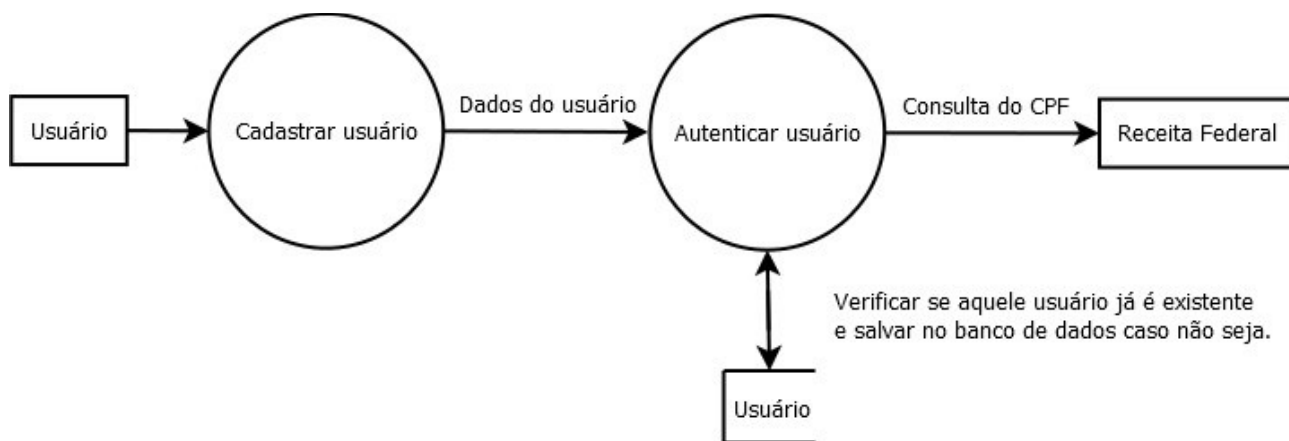 Usuário
Cadastrar usuário
Dados do usuário
Autenticar usuário
Consulta do CPF
Receita Federal
Verificar se aquele usuário já é existente
e salvar no banco de dados caso não seja.
Usuário